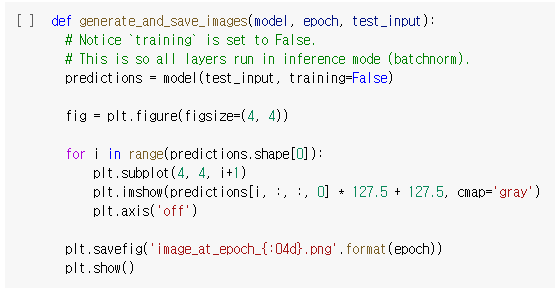 [ ] def generate_and_save_images(model, epoch, test_input):
# Notice `training` is set to False.
# This is so all layers run in inference mode (batchnorm).
predictions = model(test_input, training=False)
fig = plt.figure(figsize=(4, 4))
for i in range(predictions.shape[0]):
plt.subplot(4, 4, i+1)
plt.imshow(predictions[i, :, :, 0] * 127.5 + 127.5, cmap='gray')
plt.axis('off')
plt.savefig('image_at_epoch_{:04d}.png'.format(epoch))
plt.show()